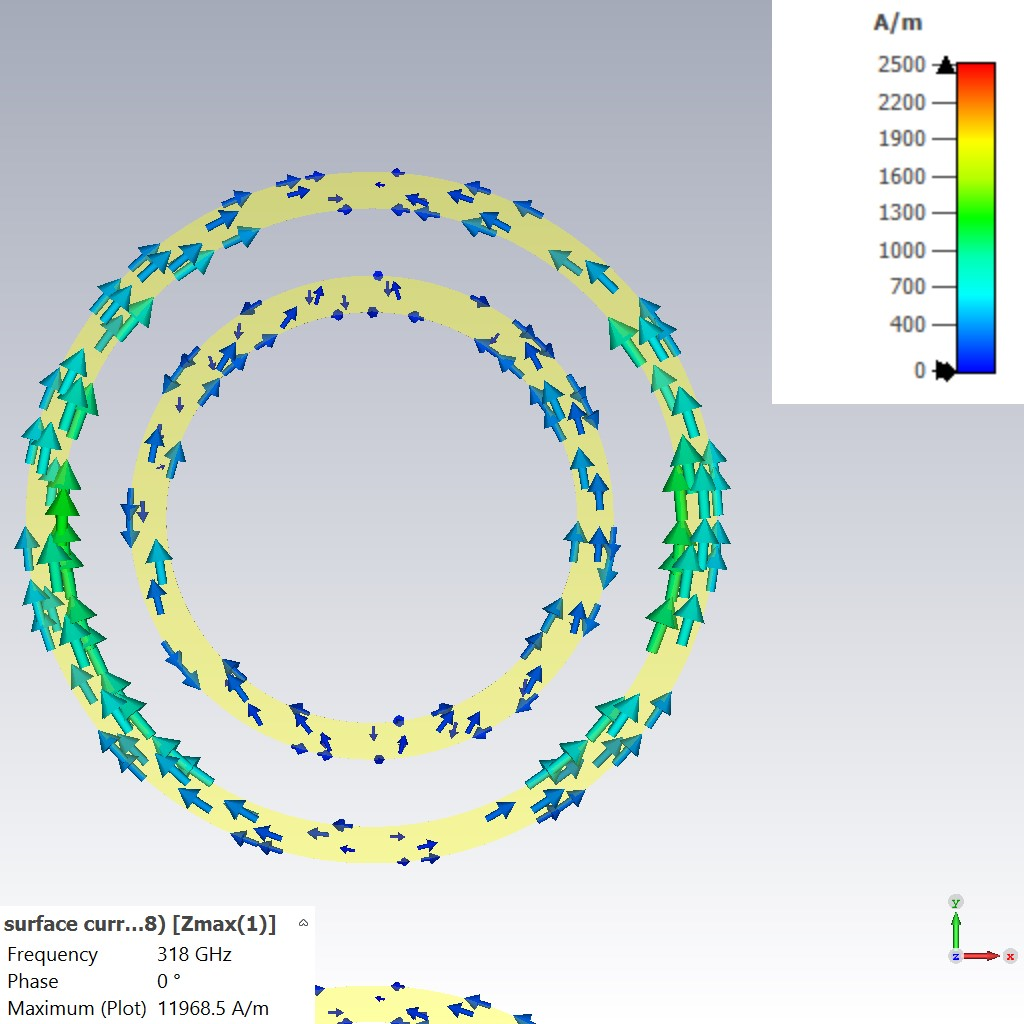 A/m
2500
2200
1900
1600
1300
1000
700
400
0
surface curr...8) [Zmax(1)]
Frequency 318 GHz
Phase 0 °
Maximum (Plot) 11968.5 A/m
y
z x